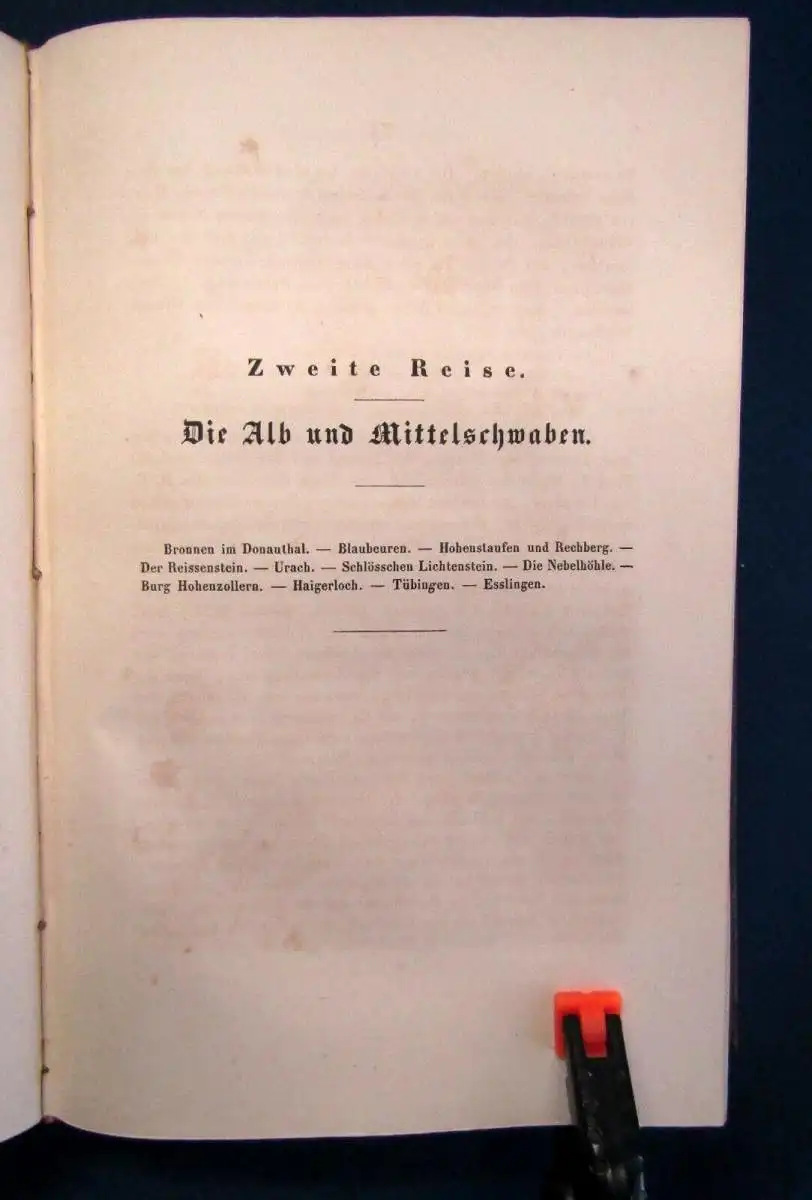 Zweite Reise.
Die Alb und Mittelschwaben.
Bronnen im Donauthal. — Blaubeuren. — Hohenstaufen und Rechberg. —
Der Reissenstein. — Urach. — Schlösschen Lichtenstein. — Die Nebelhöhle. —
Burg Hohenzollern. — Haigerloch. — Tübingen. — Esslingen.